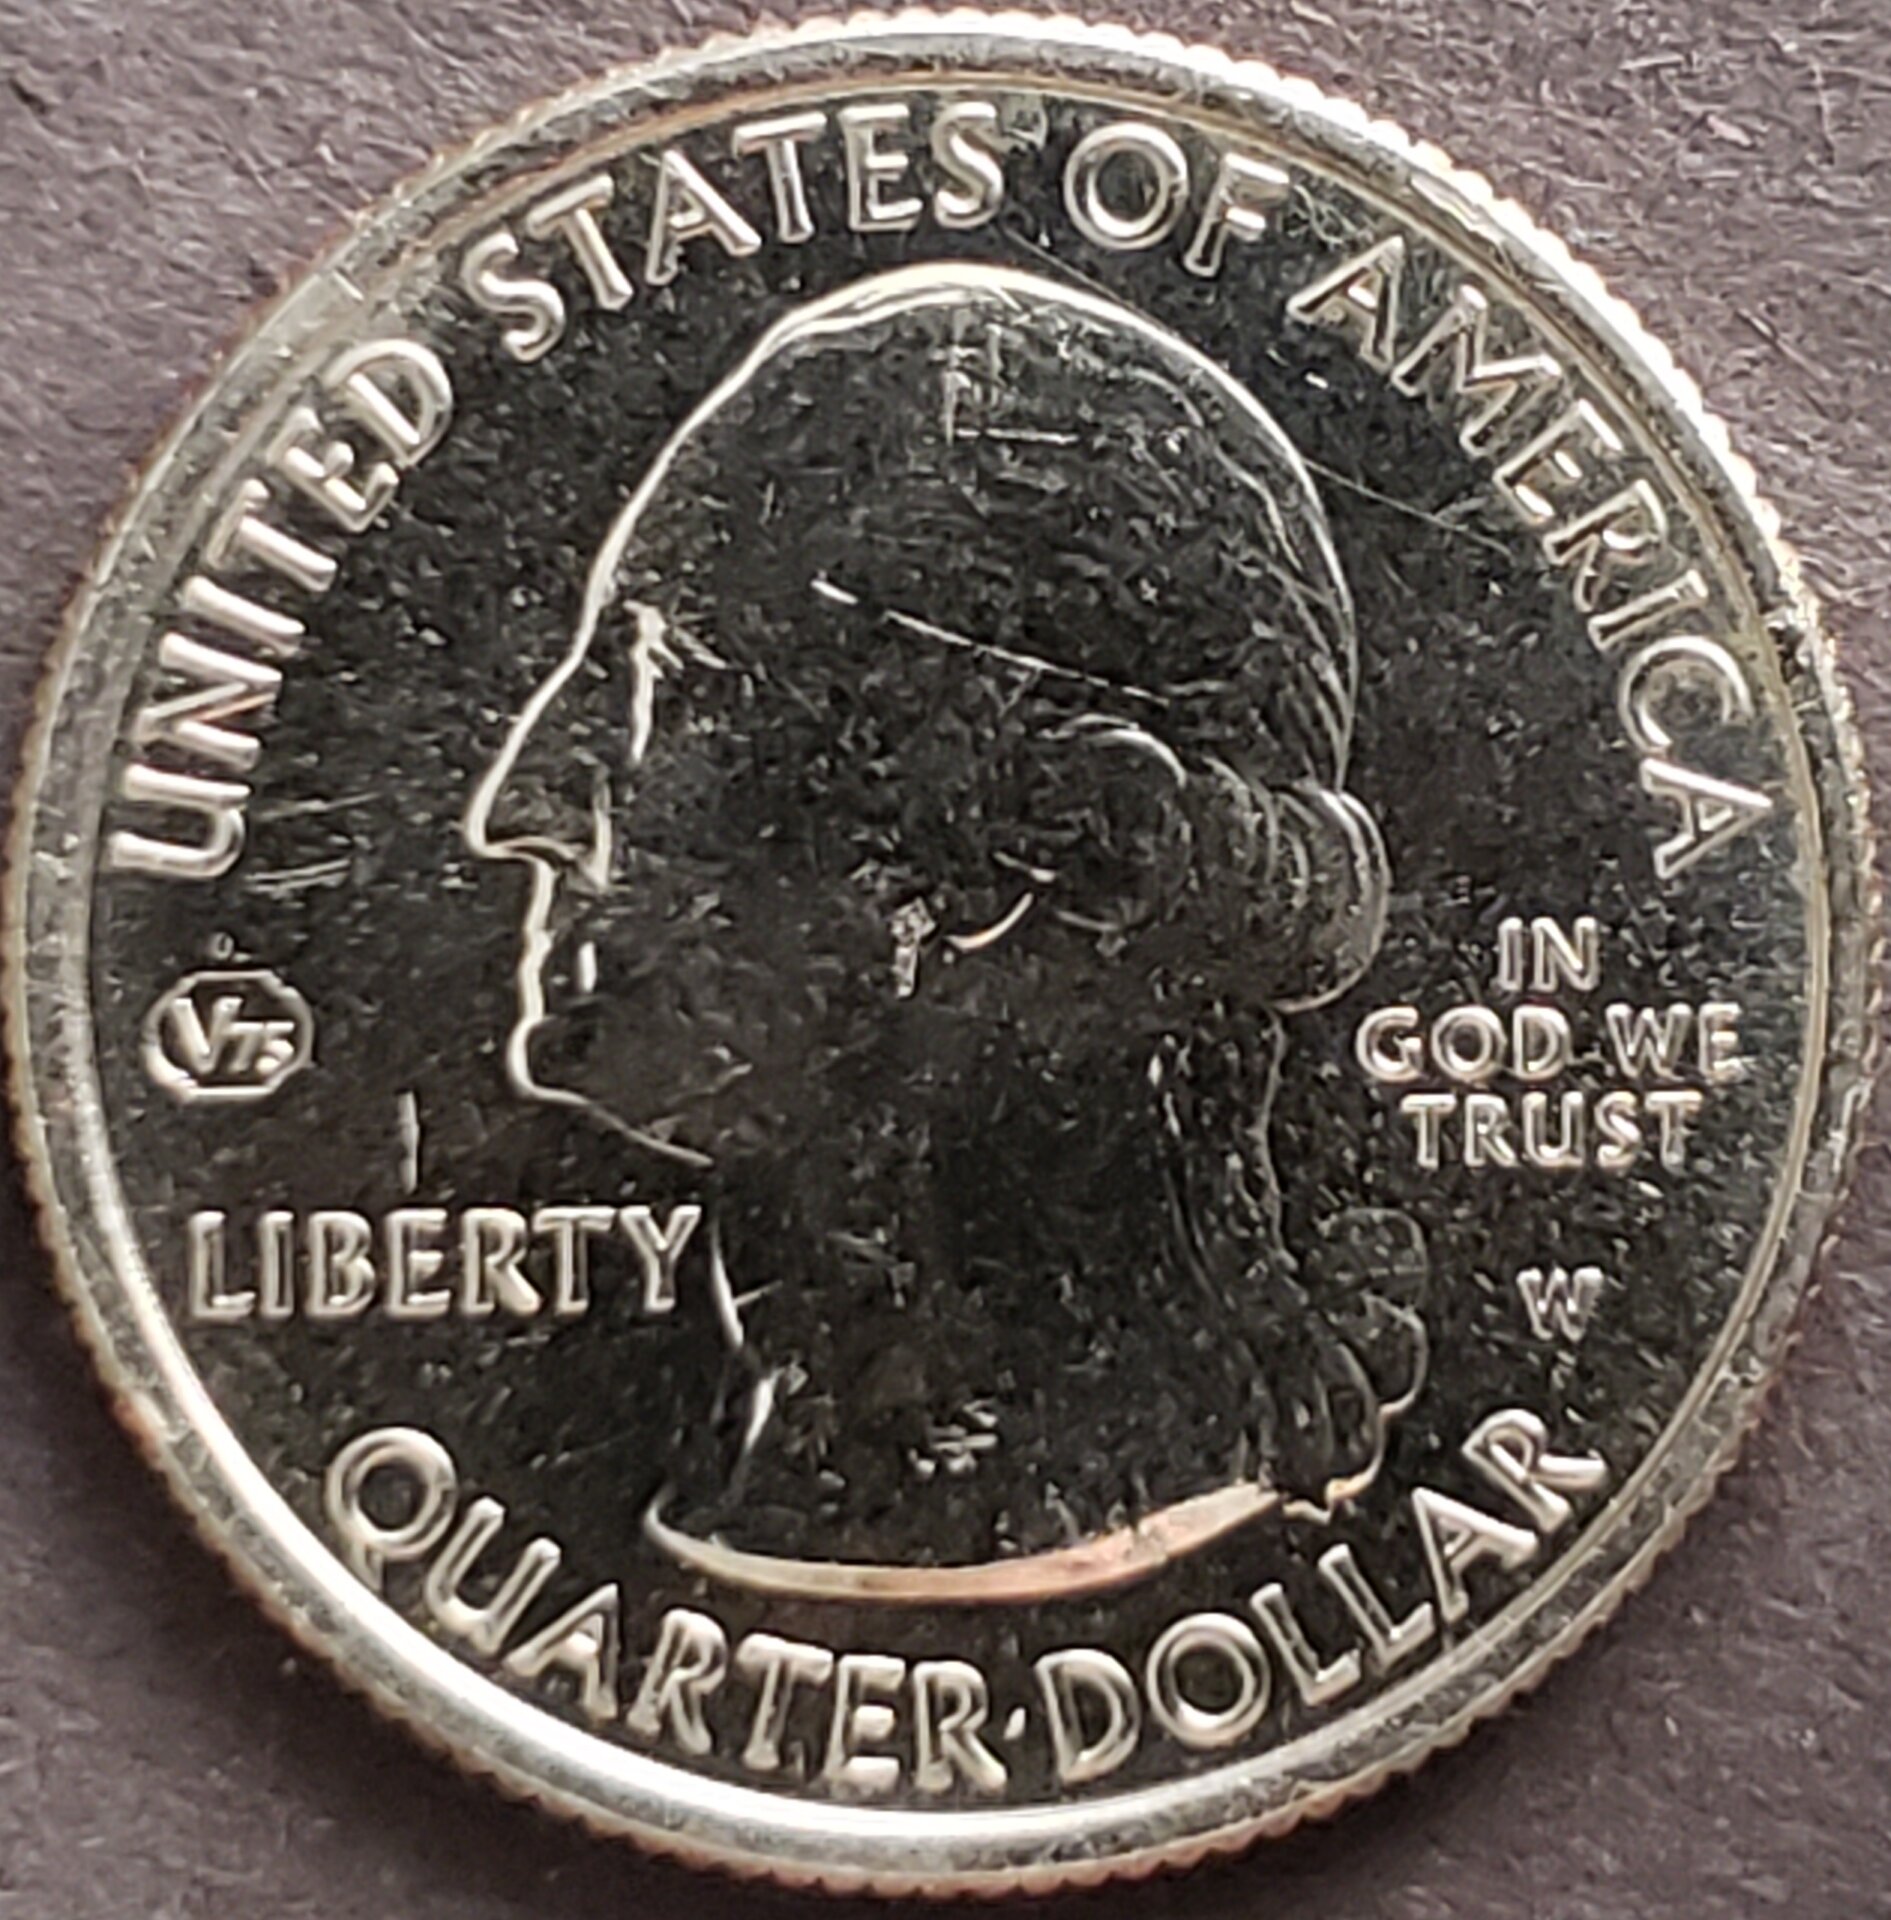 UNITED STATES OF AMERICA
V75
LIBERTY
IN
GOD WE
TRUST
W
QUARTER·DOLLAR